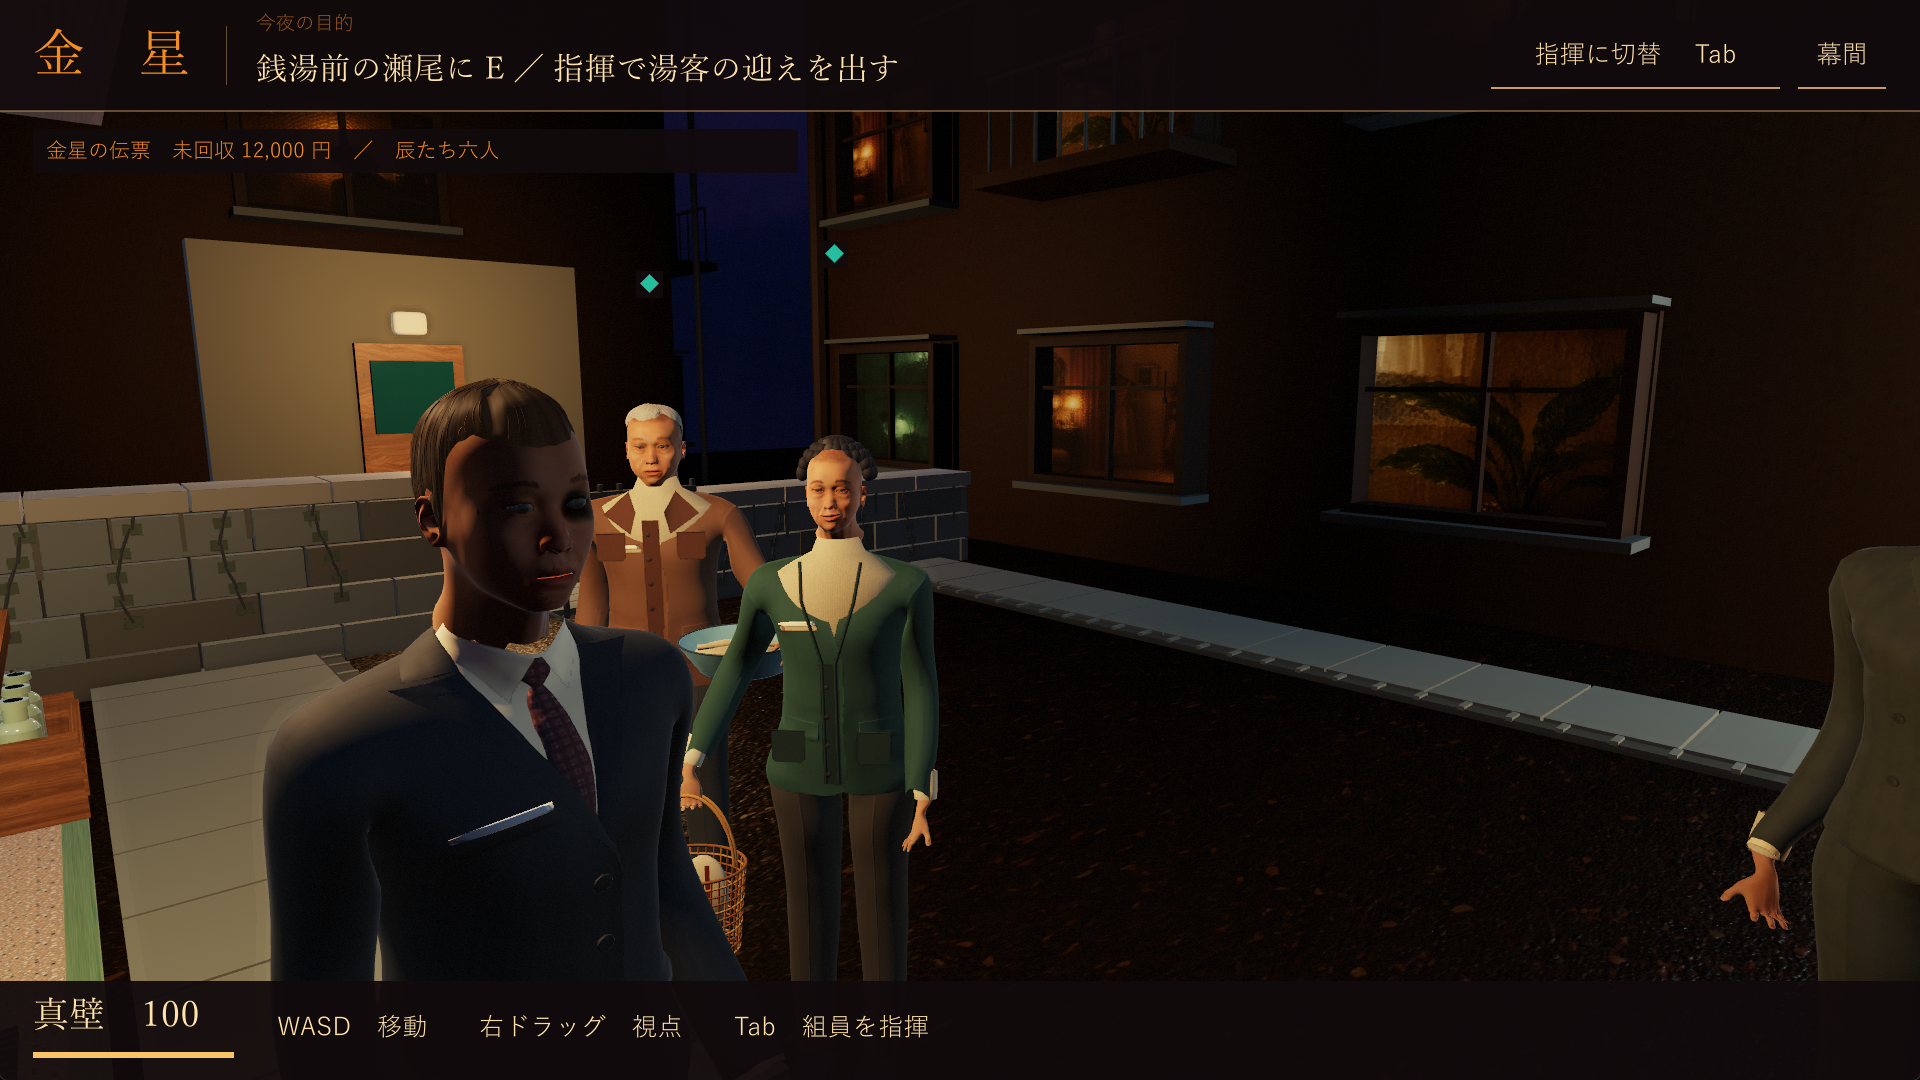 金星
今夜の目的
銭湯前の瀬尾に E ／ 指揮で湯客の迎えを出す
指揮に切替 Tab
幕間
金星の伝票 未回収 12,000 円 ／ 辰たち六人
真壁 100
WASD 移動 右ドラッグ 視点 Tab 組員を指揮